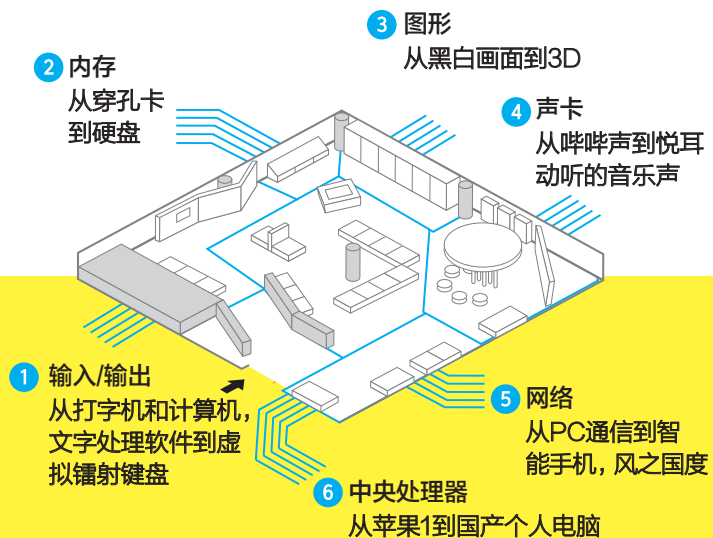 1 输入/输出
从打字机和计算机，
文字处理软件到虚
拟镭射键盘
2 内存
从穿孔卡
到硬盘
3 图形
从黑白画面到3D
4 声卡
从哔哔声到悦耳
动听的音乐声
5 网络
从PC通信到智
能手机，风之国度
6 中央处理器
从苹果1到国产个人电脑